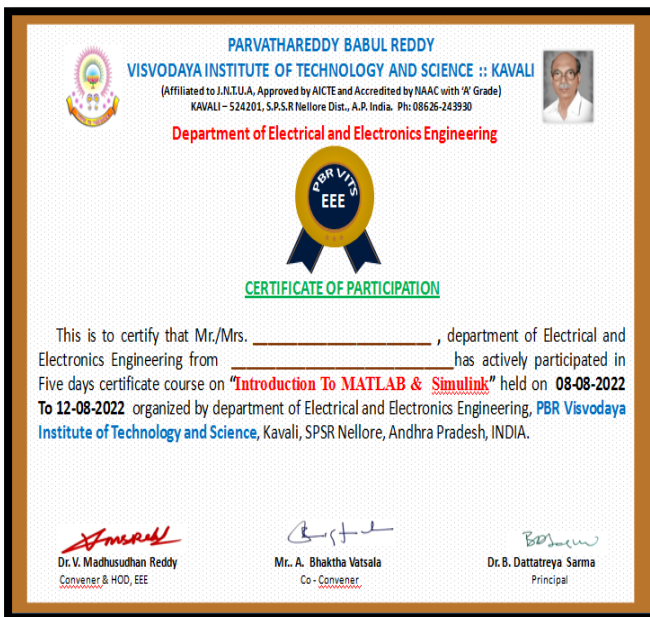 PARVATHAREDDY BABUL REDDY
VISVODAYA INSTITUTE OF TECHNOLOGY AND SCIENCE :: KAVALI
(Affiliated to J.N.T.U.A, Approved by AICTE and Accredited by NAAC with 'A' Grade)
KAVALI – 524201, S.P.S.R Nellore Dist., A.P. India. Ph: 08626-243930
Department of Electrical and Electronics Engineering
PBR VITS
EEE
CERTIFICATE OF PARTICIPATION
This is to certify that Mr./Mrs. ____________________ , department of Electrical and
Electronics Engineering from _________________________has actively participated in
Five days certificate course on "Introduction To MATLAB & Simulink" held on 08-08-2022
To 12-08-2022 organized by department of Electrical and Electronics Engineering, PBR Visvodaya
Institute of Technology and Science, Kavali, SPSR Nellore, Andhra Pradesh, INDIA.
Dr. V. Madhusudhan Reddy
Convener & HOD, EEE
Mr.. A. Bhaktha Vatsala
Co - Convener
Dr. B. Dattatreya Sarma
Principal